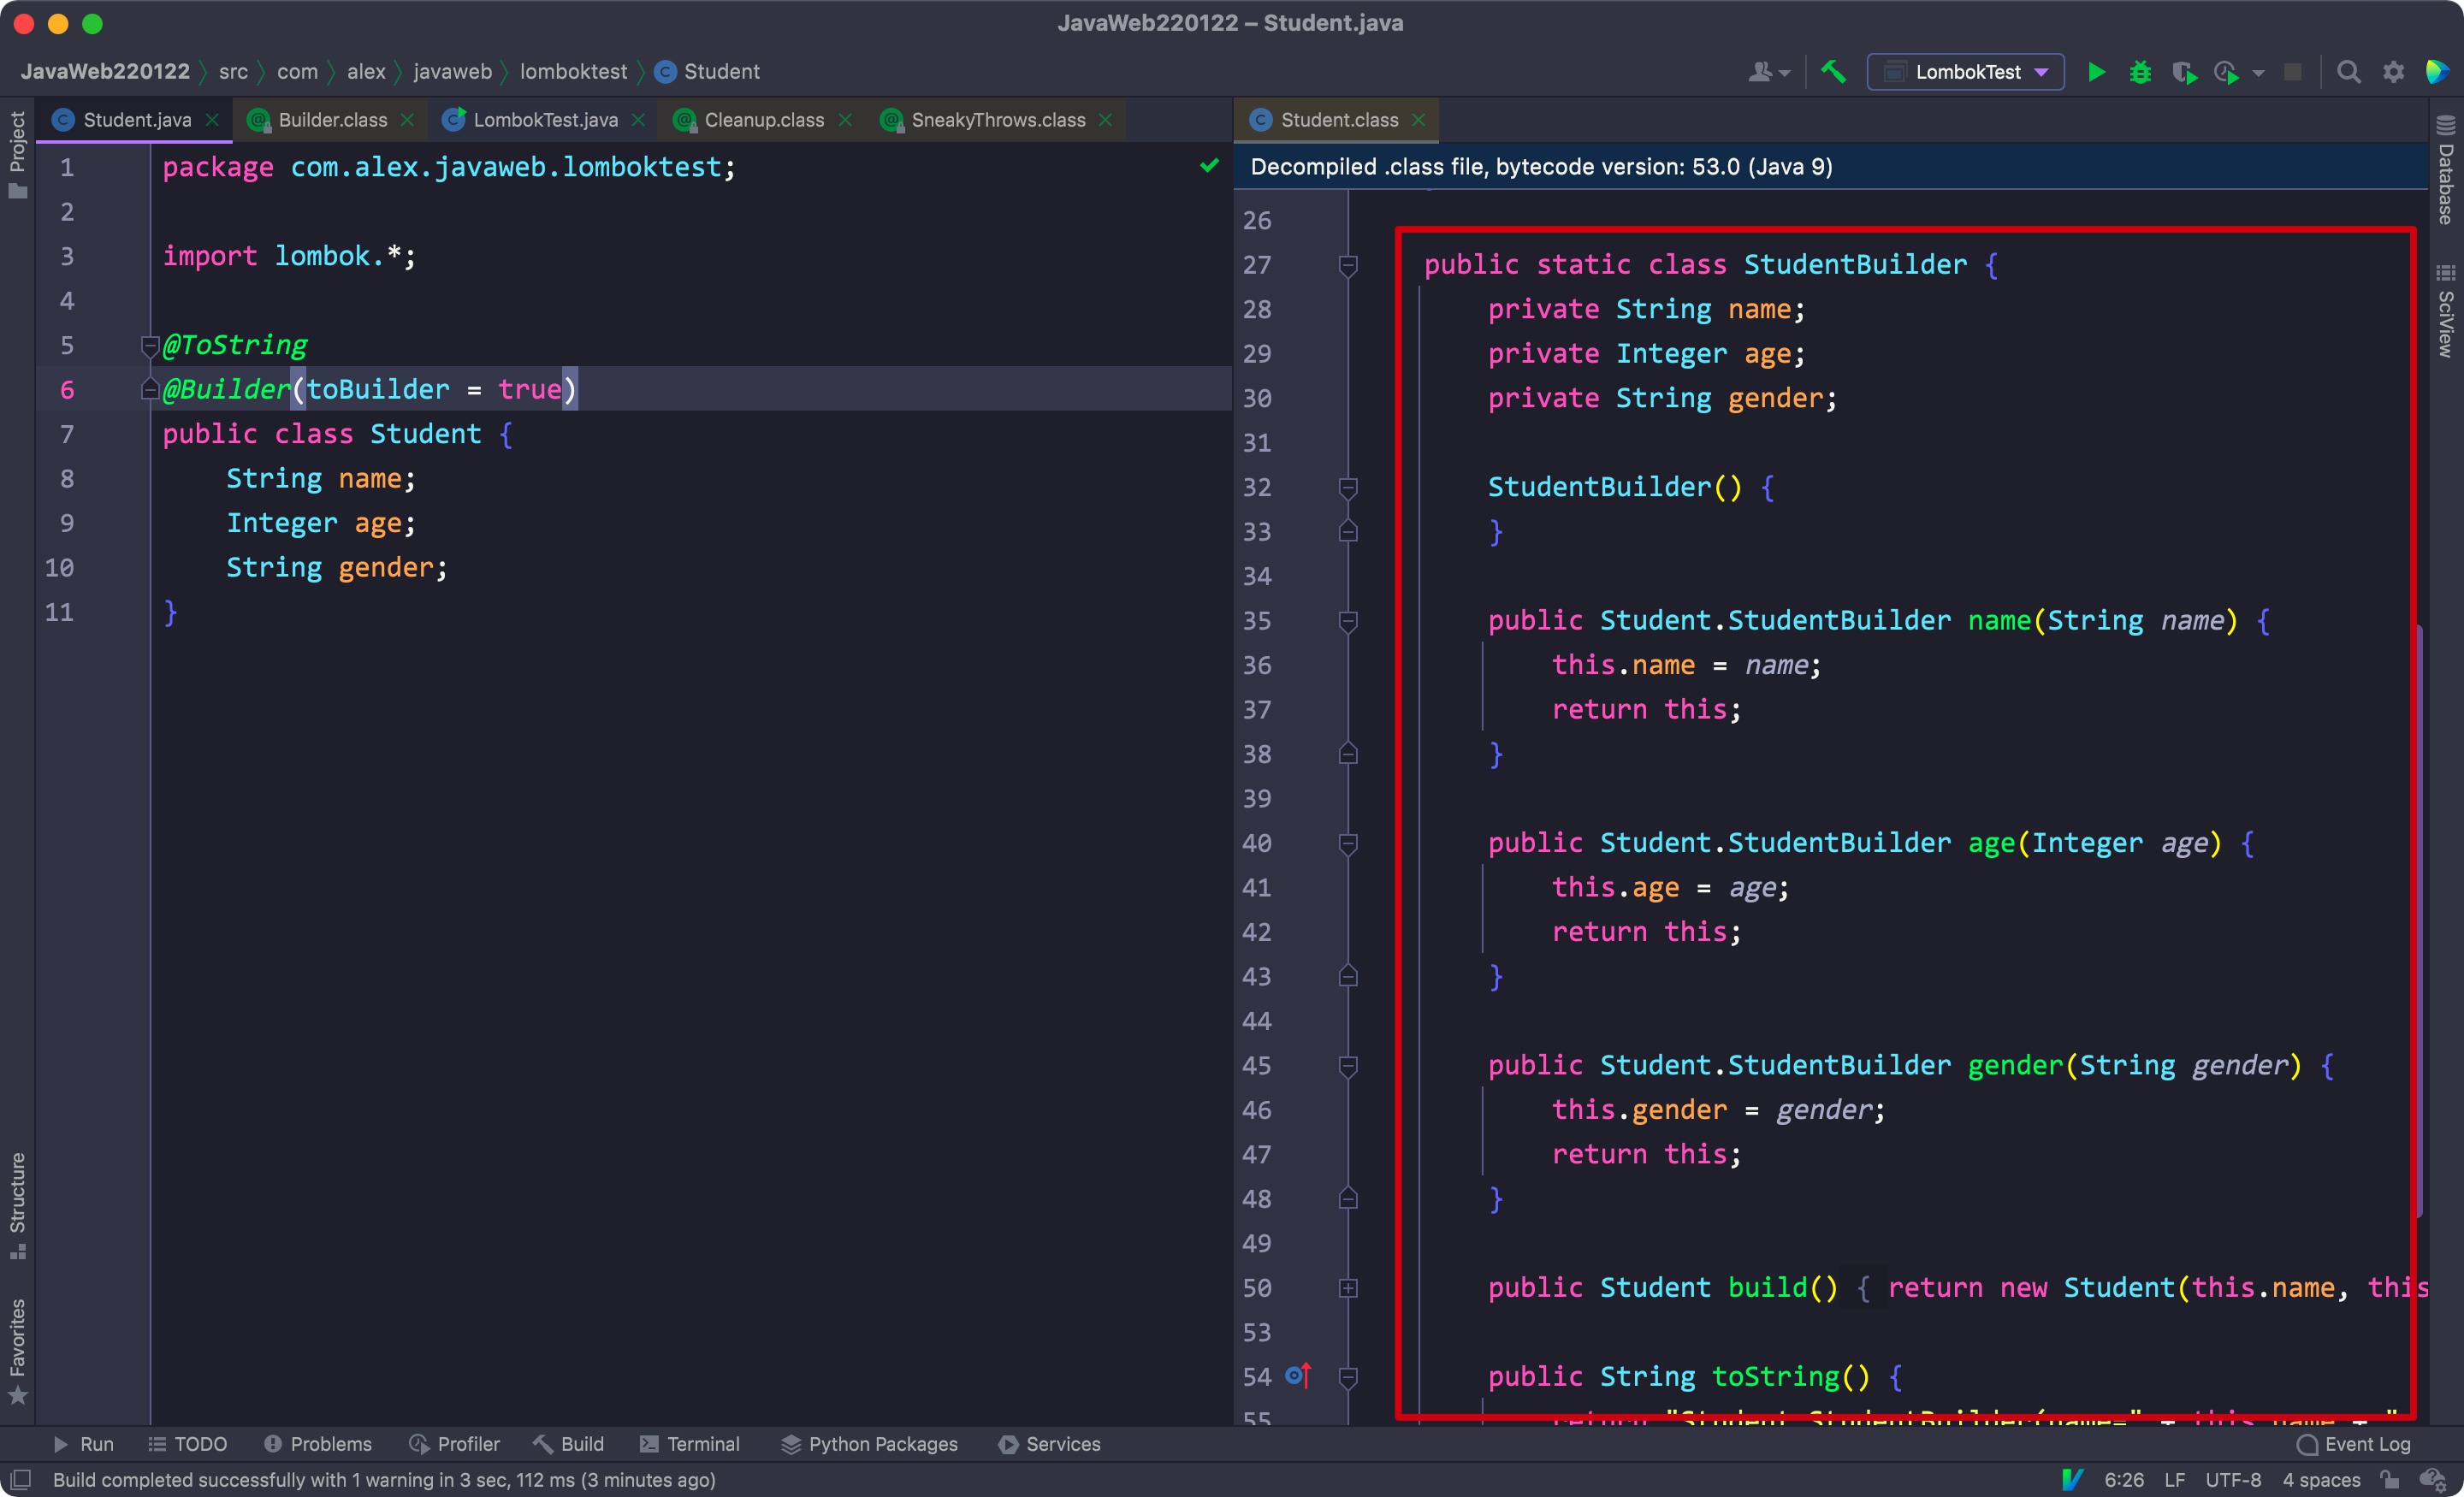 JavaWeb220122 – Student.java
JavaWeb220122 src com alex javaweb lomboktest Student
LombokTest
Student.java Builder.class LombokTest.java Cleanup.class SneakyThrows.class
Student.class
Project
Structure
Favorites
1 package com.alex.javaweb.lomboktest;
2
3 import lombok.*;
4
5 @ToString
6 @Builder(toBuilder = true)
7 public class Student {
8 String name;
9 Integer age;
10 String gender;
11 }
Decompiled .class file, bytecode version: 53.0 (Java 9)
26
27 public static class StudentBuilder {
28 private String name;
29 private Integer age;
30 private String gender;
31
32 StudentBuilder() {
33 }
34
35 public Student.StudentBuilder name(String name) {
36 this.name = name;
37 return this;
38 }
39
40 public Student.StudentBuilder age(Integer age) {
41 this.age = age;
42 return this;
43 }
44
45 public Student.StudentBuilder gender(String gender) {
46 this.gender = gender;
47 return this;
48 }
49
50 public Student build() { return new Student(this.name, this
53
54 public String toString() {
55 return "Student.StudentBuilder(name=" + this.name + "
Database
SciView
Run TODO Problems Profiler Build Terminal Python Packages Services Event Log
Build completed successfully with 1 warning in 3 sec, 112 ms (3 minutes ago) 6:26 LF UTF-8 4 spaces